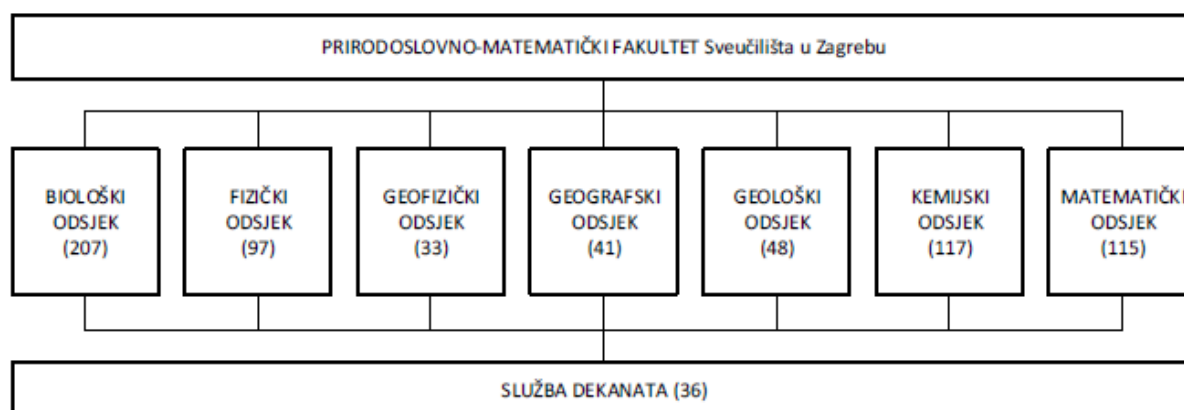 PRIRODOSLOVNO-MATEMATIČKI FAKULTET Sveučilišta u Zagrebu
BIOLOŠKI
ODSJEK
(207)
FIZIČKI
ODSJEK
(97)
GEOFIZIČKI
ODSJEK
(33)
GEOGRAFSKI
ODSJEK
(41)
GEOLOŠKI
ODSJEK
(48)
KEMIJSKI
ODSJEK
(117)
MATEMATIČKI
ODSJEK
(115)
SLUŽBA DEKANATA (36)